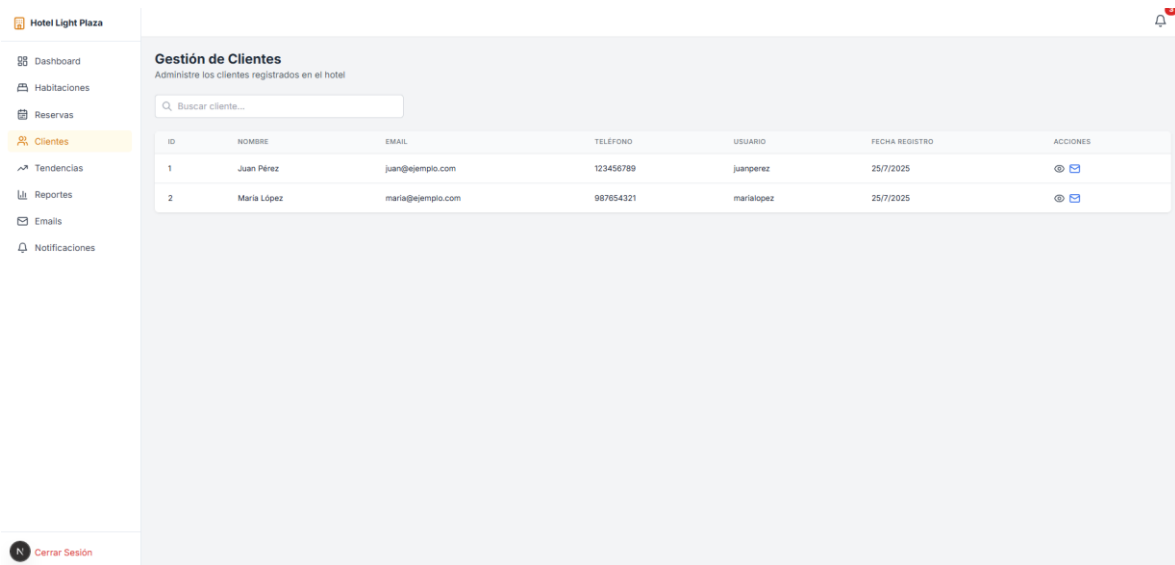 Hotel Light Plaza
3
Dashboard
Habitaciones
Reservas
Clientes
Tendencias
Reportes
Emails
Notificaciones
N Cerrar Sesión
Gestión de Clientes
Administre los clientes registrados en el hotel
Buscar cliente...
ID NOMBRE EMAIL TELÉFONO USUARIO FECHA REGISTRO ACCIONES
1 Juan Pérez juan@ejemplo.com 123456789 juanperez 25/7/2025
2 María López maria@ejemplo.com 987654321 marialopez 25/7/2025